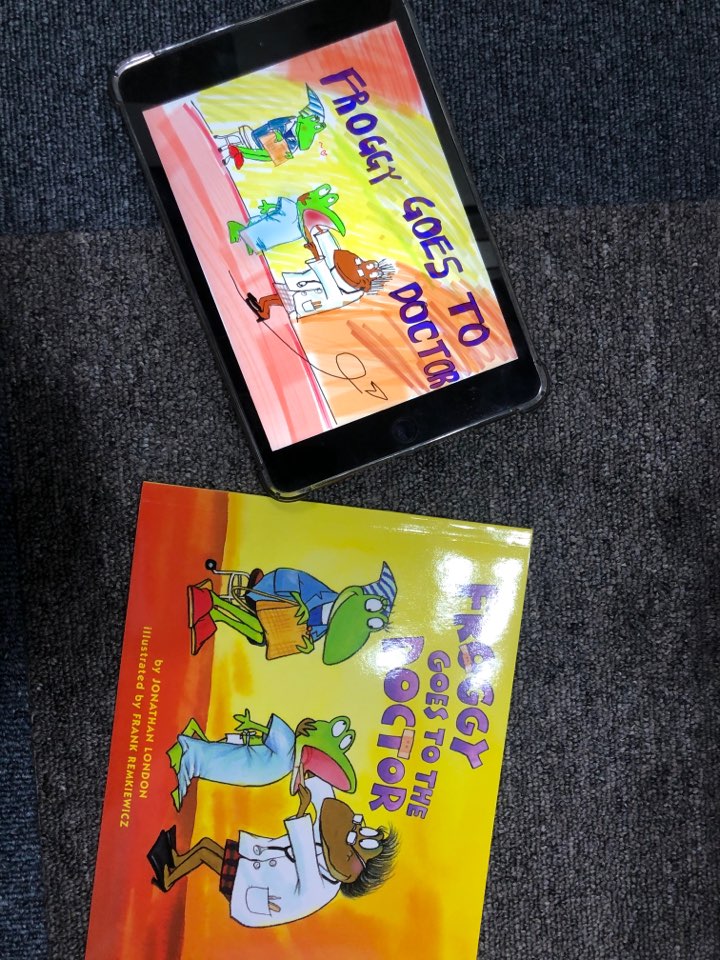 FROGGY GOES TO
DOCTOR
FROGGY
GOES TO THE
DOCTOR
by JONATHAN LONDON
illustrated by FRANK REMKIEWICZ